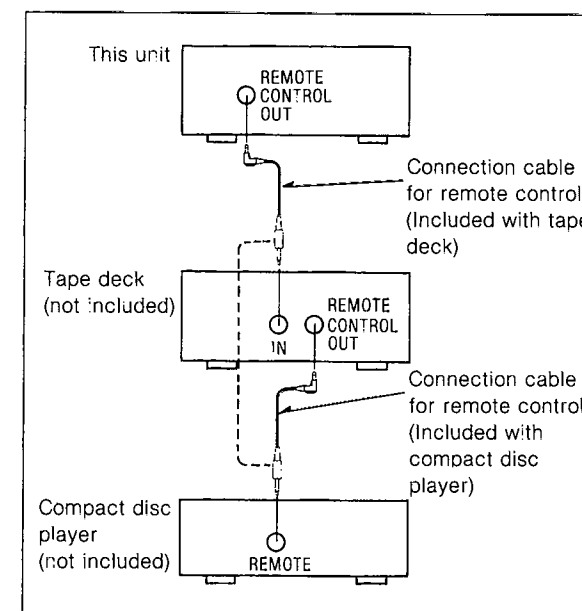 This unit
REMOTE
CONTROL
OUT
Connection cable
for remote control
(Included with tape
deck)
Tape deck
(not included)
IN
REMOTE
CONTROL
OUT
Connection cable
for remote control
(Included with
compact disc
player)
Compact disc
player
(not included)
REMOTE